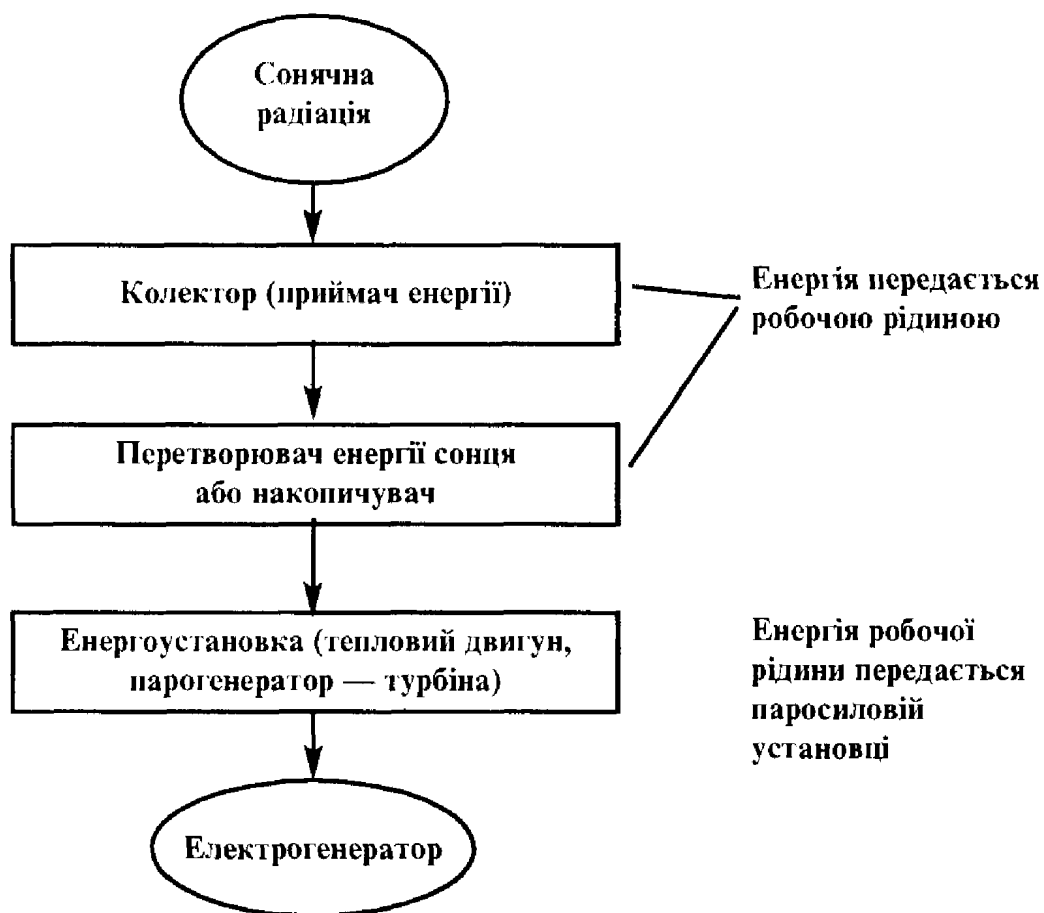 Сонячна
радіація
Колектор (приймач енергії)
Енергія передається
робочою рідиною
Перетворювач енергії сонця
або накопичувач
Енергоустановка (тепловий двигун,
парогенератор — турбіна)
Енергія робочої
рідини передається
паросиловій
установці
Електрогенератор